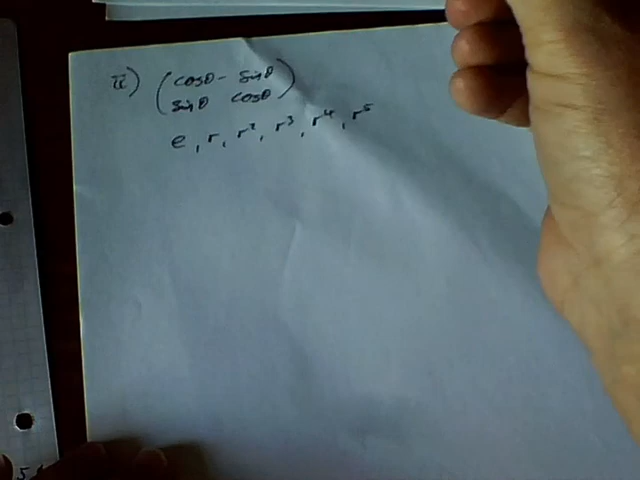 ii) (cosθ - sinθ
sinθ cosθ)
e, r, r², r³, r⁴, r⁵